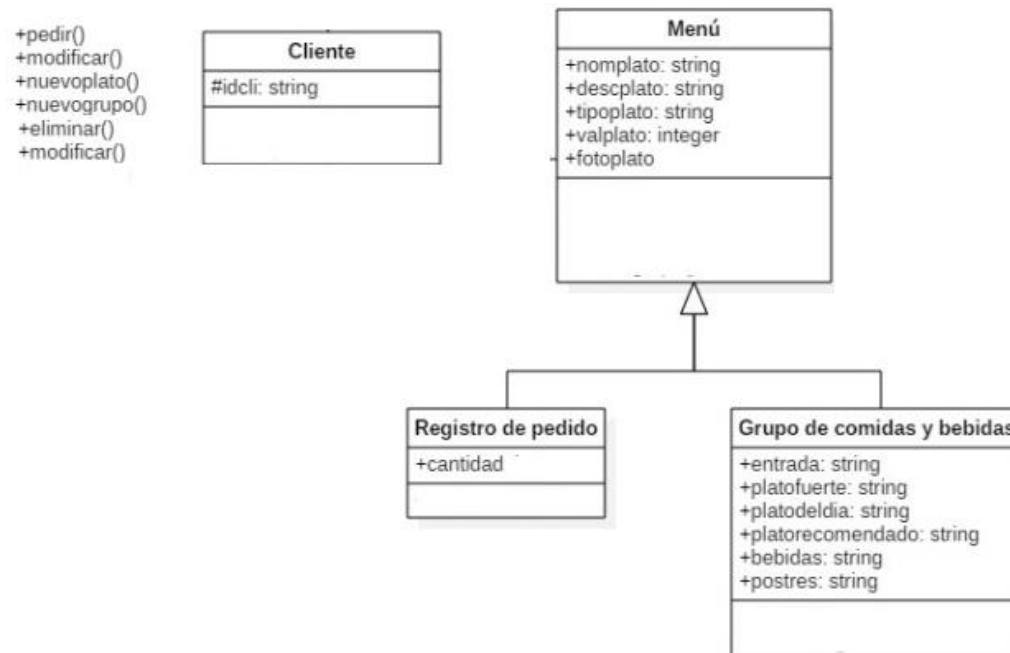 +pedir()
+modificar()
+nuevoplato()
+nuevogrupo()
+eliminar()
+modificar()
Cliente
#idcli: string
Menú
+nomplato: string
+descplato: string
+tipoplato: string
+valplato: integer
+fotoplato
Registro de pedido
+cantidad
Grupo de comidas y bebidas
+entrada: string
+platofuerte: string
+platodeldia: string
+platorecomendado: string
+bebidas: string
+postres: string